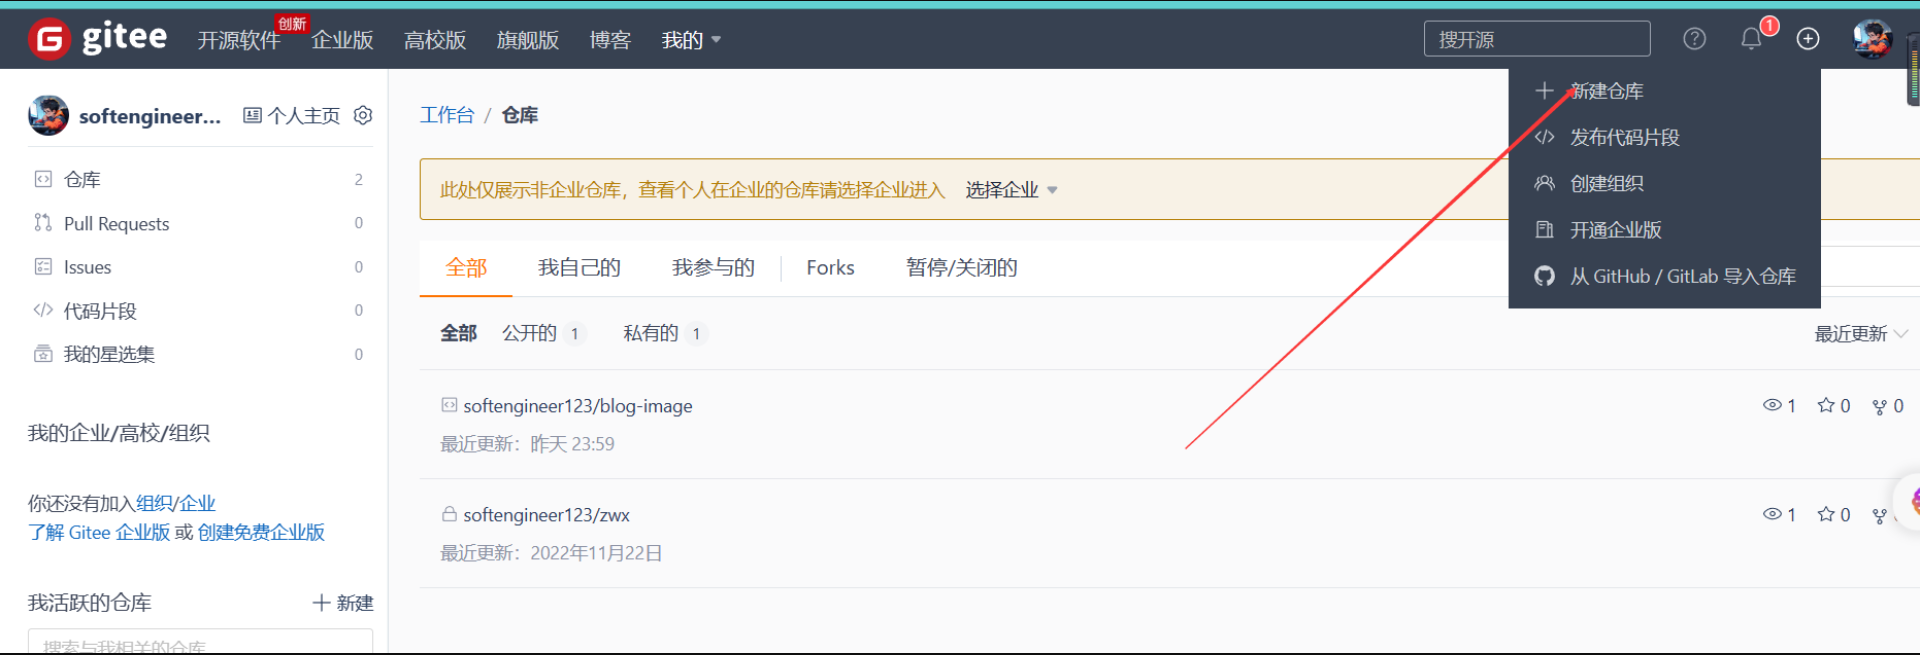 gitee 开源软件 创新 企业版 高校版 旗舰版 博客 我的 搜开源 1
softengineer... 个人主页
仓库 2
Pull Requests 0
Issues 0
代码片段 0
我的星选集 0
我的企业/高校/组织
你还没有加入组织/企业
了解 Gitee 企业版 或 创建免费企业版
我活跃的仓库 新建
搜索与我相关的仓库
工作台 / 仓库
此处仅展示非企业仓库，查看个人在企业的仓库请选择企业进入 选择企业
全部 我自己的 我参与的 Forks 暂停/关闭的
全部 公开的 1 私有的 1 最近更新
softengineer123/blog-image 1 0 0
最近更新：昨天 23:59
softengineer123/zwx 1 0
最近更新：2022年11月22日
新建仓库
发布代码片段
创建组织
开通企业版
从 GitHub / GitLab 导入仓库